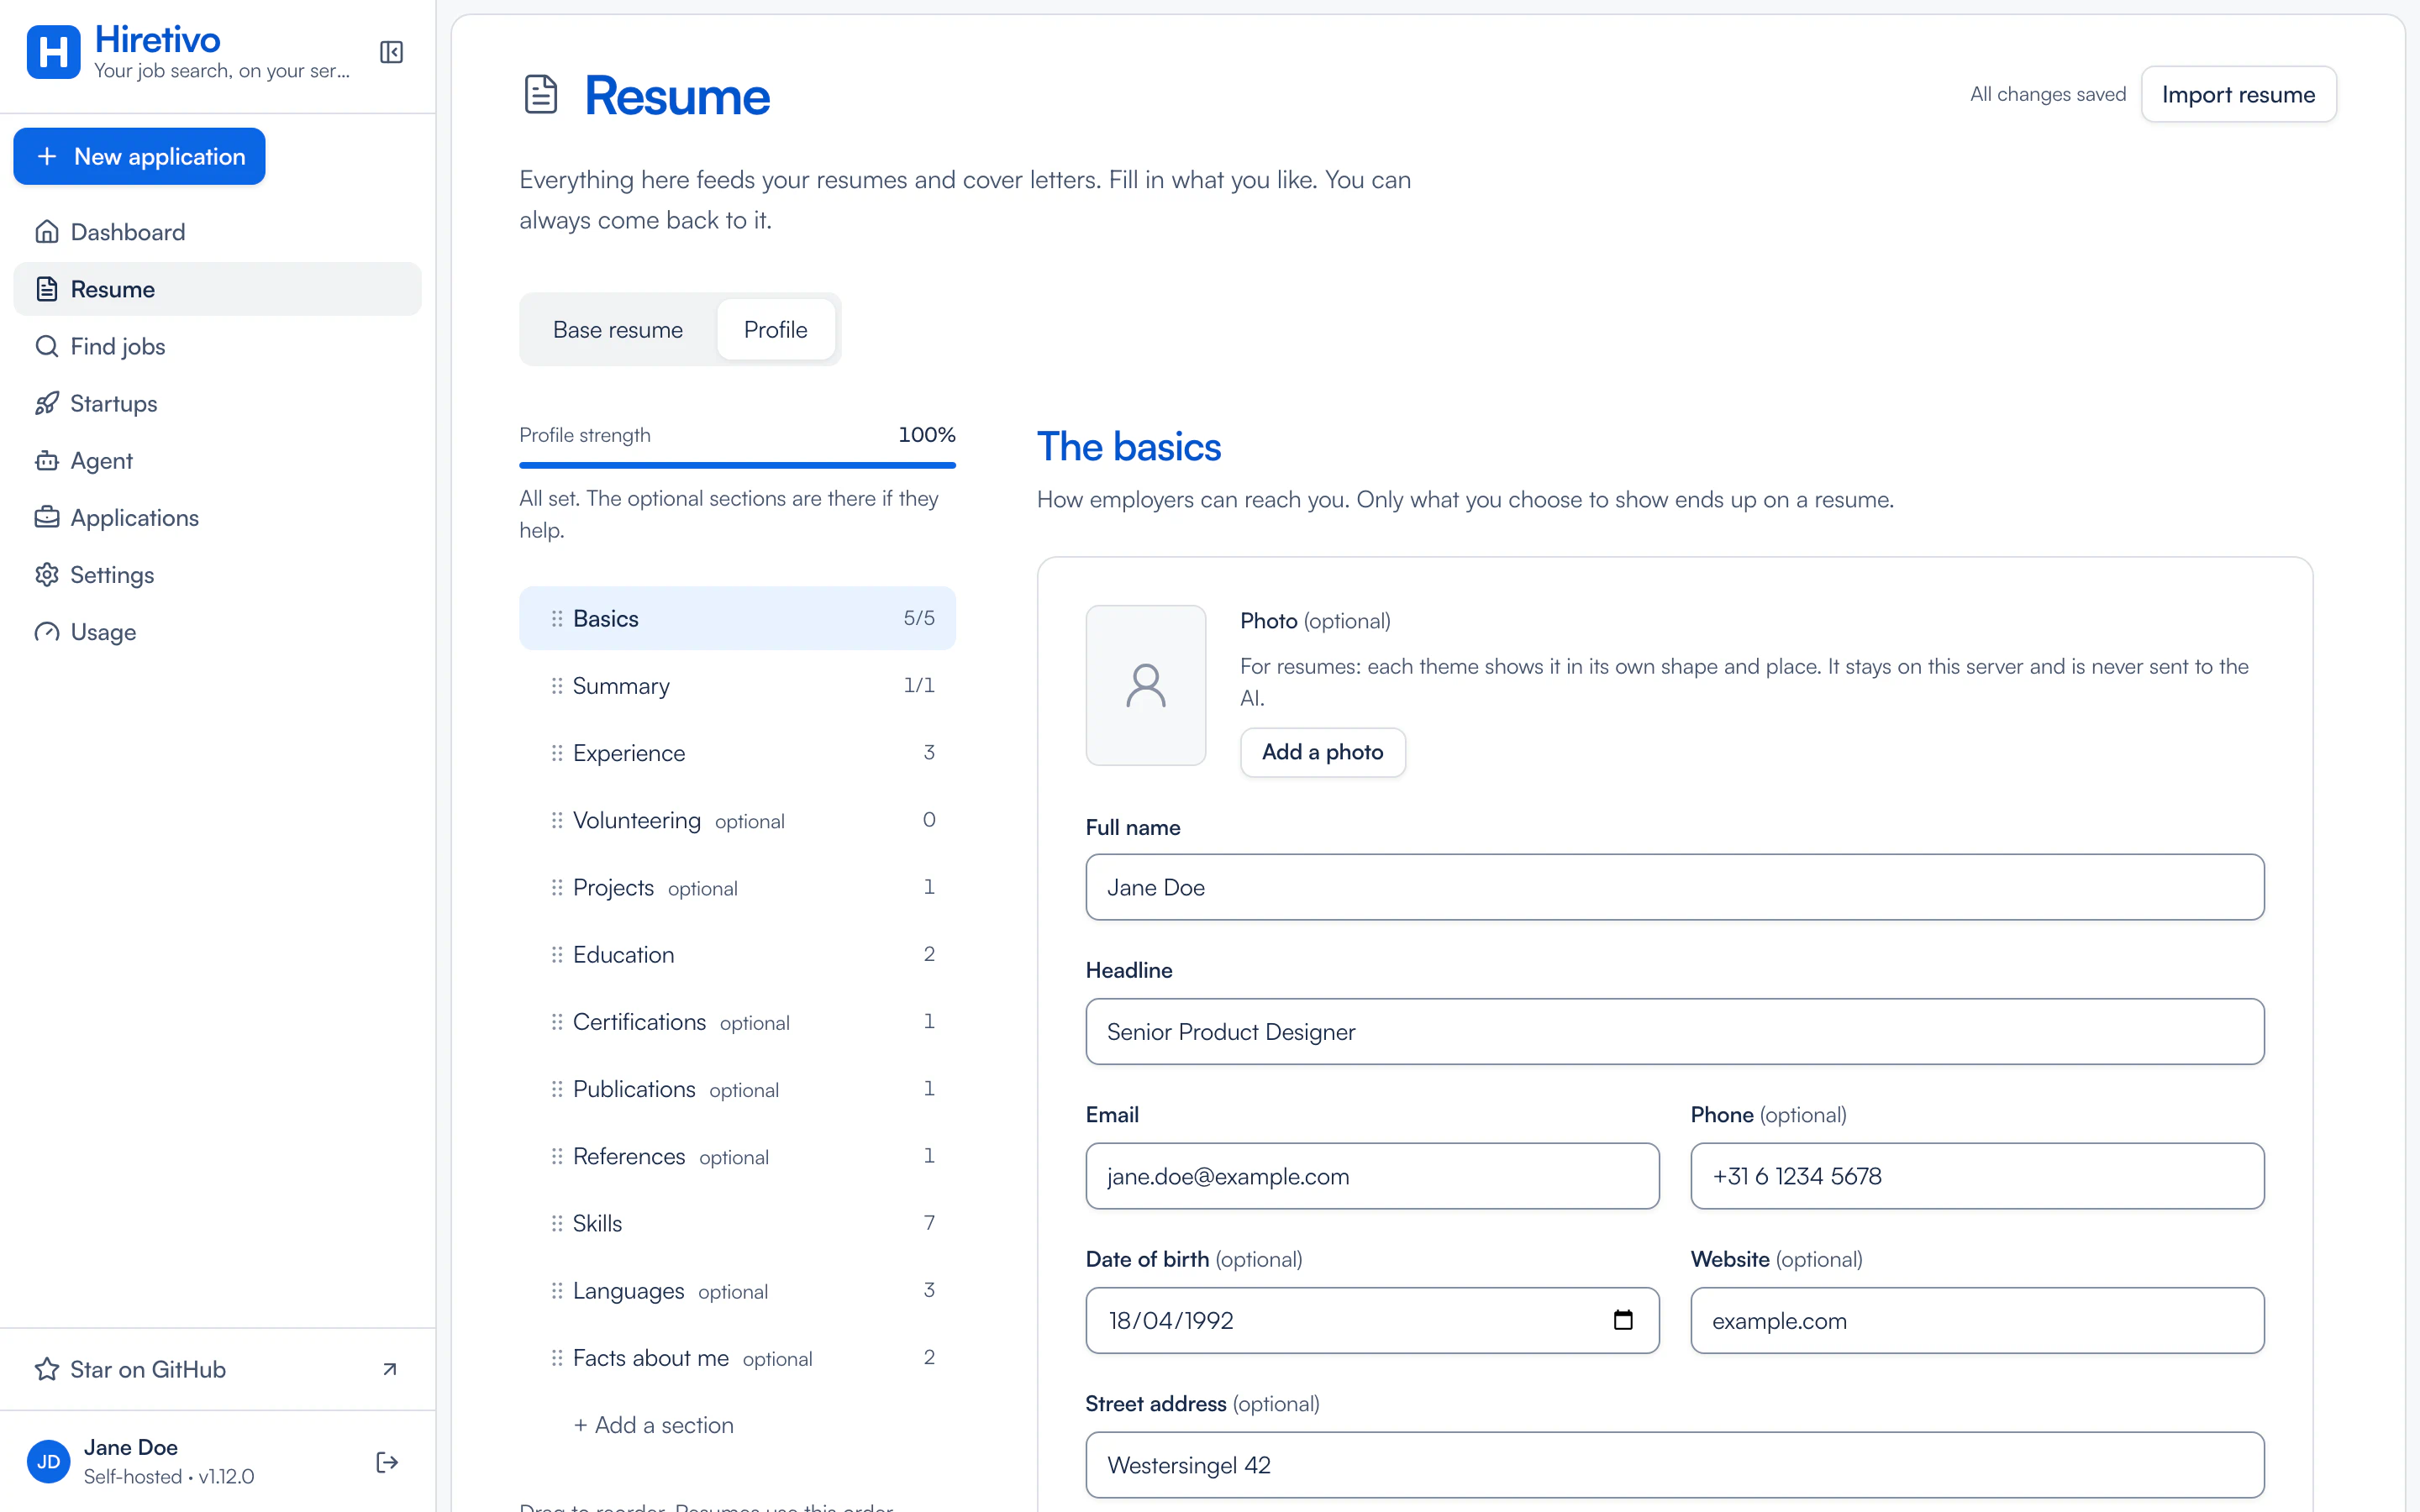 Hiretivo
Your job search, on your ser...
New application
Dashboard
Resume
Find jobs
Startups
Agent
Applications
Settings
Usage
Star on GitHub
JD
Jane Doe
Self-hosted • v1.12.0
Resume
All changes saved
Import resume
Everything here feeds your resumes and cover letters. Fill in what you like. You can
always come back to it.
Base resume
Profile
Profile strength 100%
All set. The optional sections are there if they
help.
Basics 5/5
Summary 1/1
Experience 3
Volunteering optional 0
Projects optional 1
Education 2
Certifications optional 1
Publications optional 1
References optional 1
Skills 7
Languages optional 3
Facts about me optional 2
+ Add a section
Drag to reorder. Resumes use this order
The basics
How employers can reach you. Only what you choose to show ends up on a resume.
Photo (optional)
For resumes: each theme shows it in its own shape and place. It stays on this server and is never sent to the
AI.
Add a photo
Full name
Jane Doe
Headline
Senior Product Designer
Email
jane.doe@example.com
Phone (optional)
+31 6 1234 5678
Date of birth (optional)
18/04/1992
Website (optional)
example.com
Street address (optional)
Westersingel 42